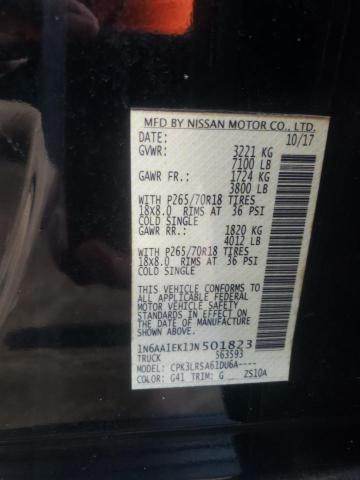 MFD BY NISSAN MOTOR CO., LTD.
DATE: 10/17
GVWR: 3221 KG
7100 LB
GAWR FR.: 1724 KG
3800 LB
WITH P265/70R18 TIRES
18X8.0 RIMS AT 36 PSI
COLD SINGLE
GAWR RR.: 1820 KG
4012 LB
WITH P265/70R18 TIRES
18X8.0 RIMS AT 36 PSI
COLD SINGLE
THIS VEHICLE CONFORMS TO
ALL APPLICABLE FEDERAL
MOTOR VEHICLE SAFETY
STANDARDS IN EFFECT ON
THE DATE OF MANUFACTURE
SHOWN ABOVE.
1N6AA1EK1JN501823
TRUCK 563593
MODEL: CPK3LRSA61DU6A----
COLOR: G41 TRIM: G __ ZS10A